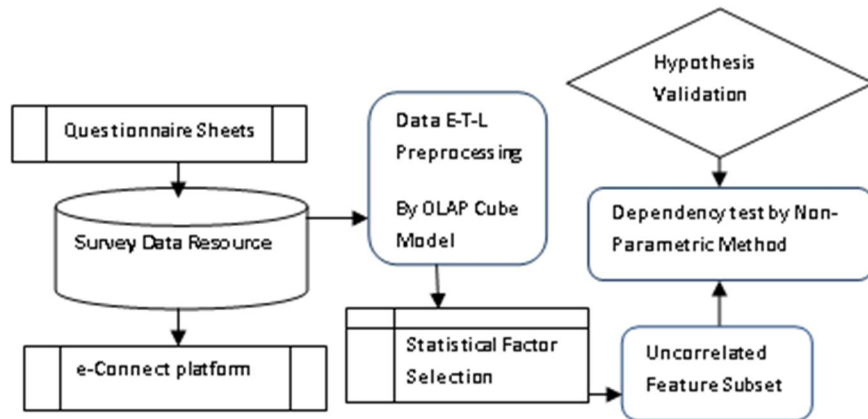 Questionnaire Sheets
Survey Data Resource
e-Connect platform
Data E-T-L
Preprocessing
By OLAP Cube
Model
Statistical Factor
Selection
Uncorrelated
Feature Subset
Dependency test by Non-
Parametric Method
Hypothesis
Validation